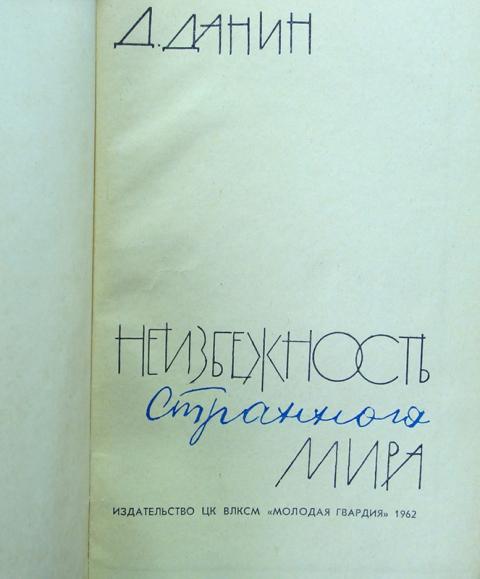 Д. ДАНИН
НЕИЗБЕЖНОСТЬ
Странного
МИРА
ИЗДАТЕЛЬСТВО ЦК ВЛКСМ «МОЛОДАЯ ГВАРДИЯ» 1962